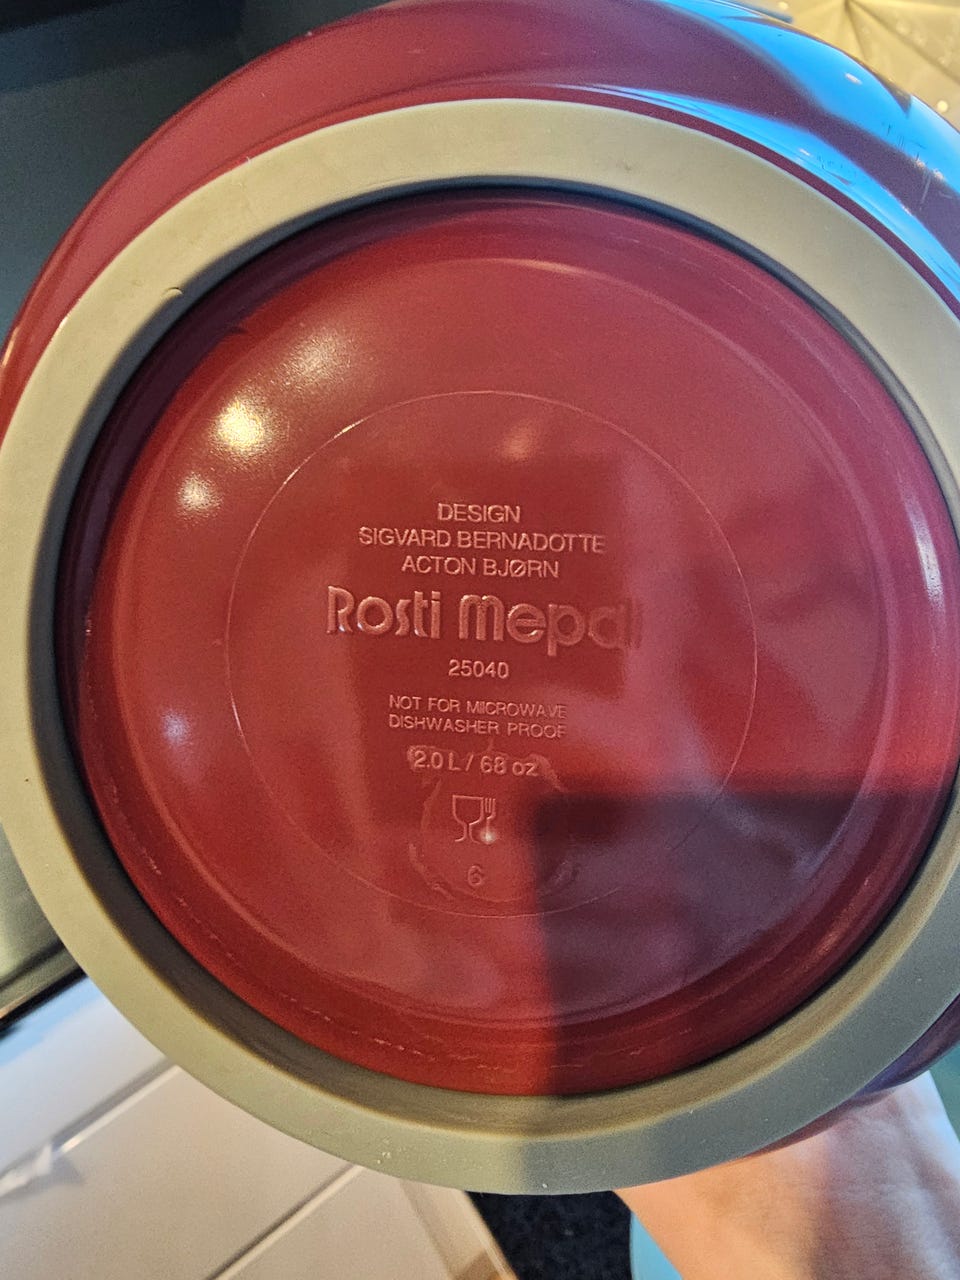 DESIGN
SIGVARD BERNADOTTE
ACTON BJØRN
Rosti Mepal
25040
NOT FOR MICROWAVE
DISHWASHER PROOF
2.0 L / 68 oz
6